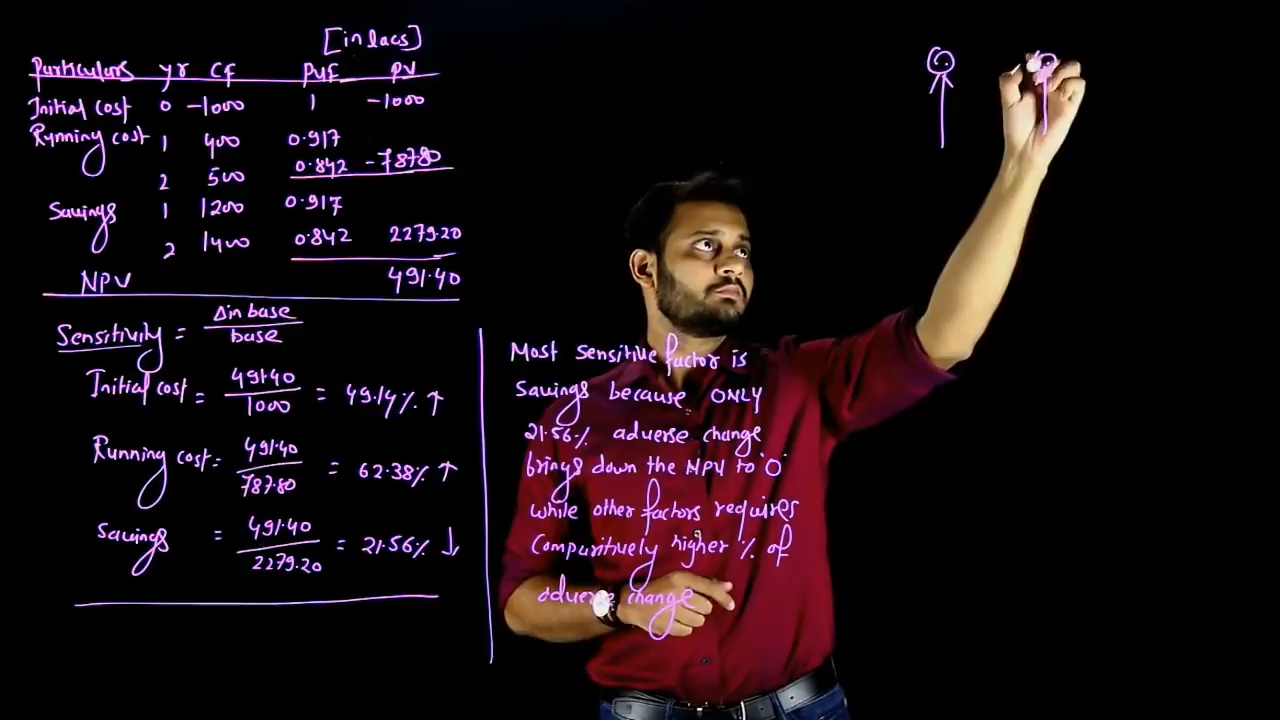 [in lacs]
Particulars yr Cf PVF PV
Initial cost 0 -1000 1 -1000
Running cost 1 400 0.917
2 500 0.842 -787.80
Savings 1 1200 0.917
2 1400 0.842 2279.20
NPV 491.40
Sensitivity = Δin base / base
Initial cost = 491.40 / 1000 = 49.14% ↑
Running cost = 491.40 / 787.80 = 62.38% ↑
Savings = 491.40 / 2279.20 = 21.56% ↓
Most sensitive factor is
Savings because ONLY
21.56% adverse change
brings down the NPV to "0"
while other factors requires
Comparitively higher % of
adverse change